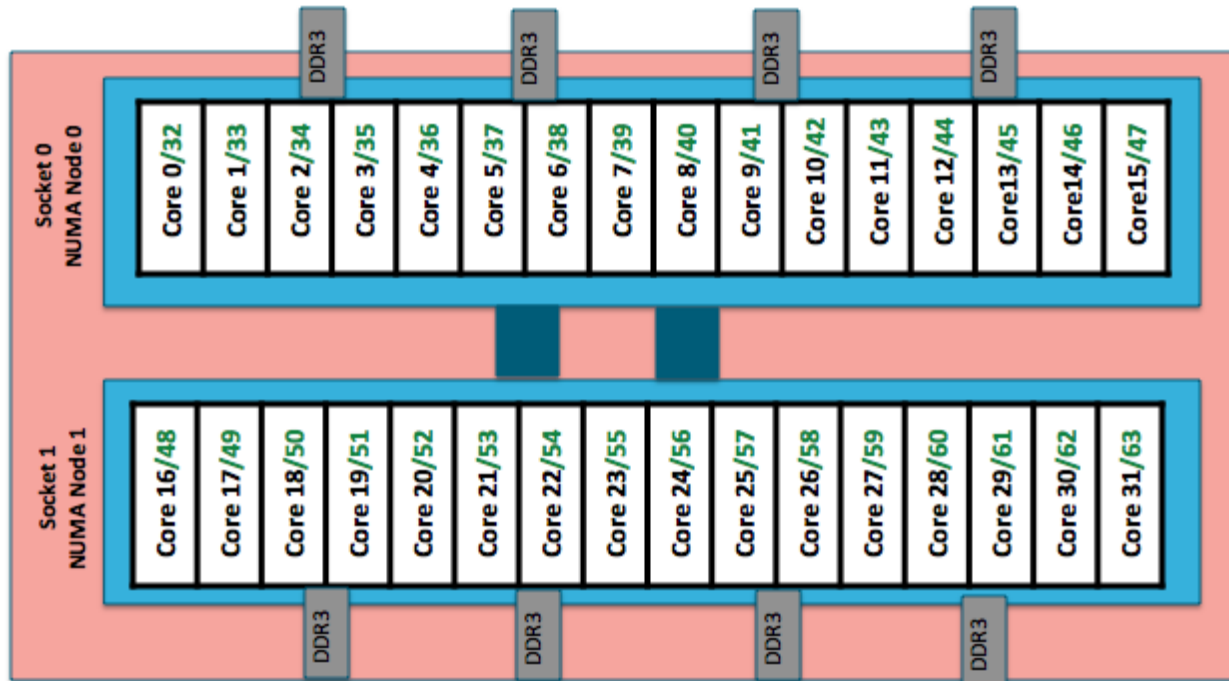 DDR3
DDR3
DDR3
DDR3
Socket 0
NUMA Node 0
Core 0/32
Core 1/33
Core 2/34
Core 3/35
Core 4/36
Core 5/37
Core 6/38
Core 7/39
Core 8/40
Core 9/41
Core 10/42
Core 11/43
Core 12/44
Core13/45
Core14/46
Core15/47
Socket 1
NUMA Node 1
Core 16/48
Core 17/49
Core 18/50
Core 19/51
Core 20/52
Core 21/53
Core 22/54
Core 23/55
Core 24/56
Core 25/57
Core 26/58
Core 27/59
Core 28/60
Core 29/61
Core 30/62
Core 31/63
DDR3
DDR3
DDR3
DDR3